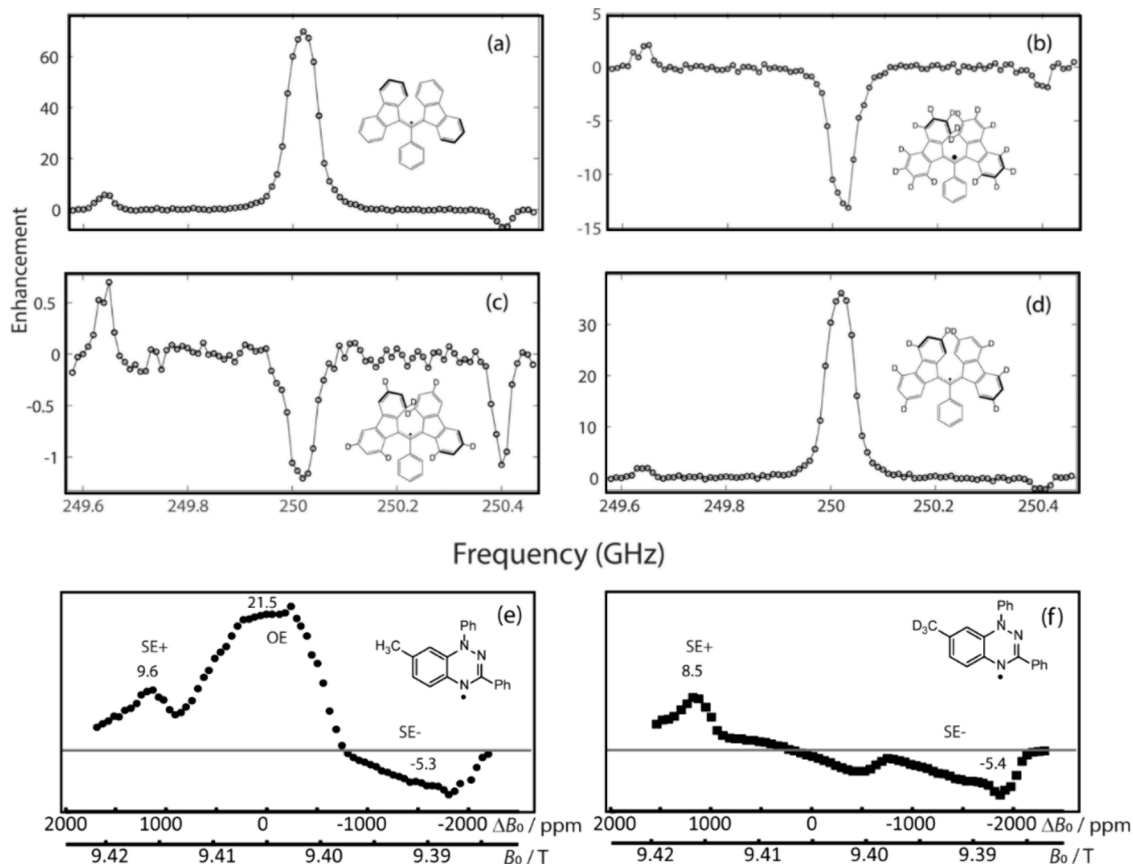 (a)
60
40
20
0
(b)
5
0
-5
-10
-15
D D D D D D D D D D D D D D D D
Enhancement
(c)
0.5
0
-0.5
-1
249.6 249.8 250 250.2 250.4
D D D D D D D D
(d)
30
20
10
0
249.6 249.8 250 250.2 250.4
D D D D D D D D
Frequency (GHz)
(e)
21.5
SE+ OE
9.6
SE-
-5.3
H₃C Ph N N N Ph
2000 1000 0 -1000 -2000 ΔB₀ / ppm
9.42 9.41 9.40 9.39 B₀ / T
(f)
SE+
8.5
SE-
-5.4
D₃C Ph N N N Ph
2000 1000 0 -1000 -2000 ΔB₀ / ppm
9.42 9.41 9.40 9.39 B₀ / T